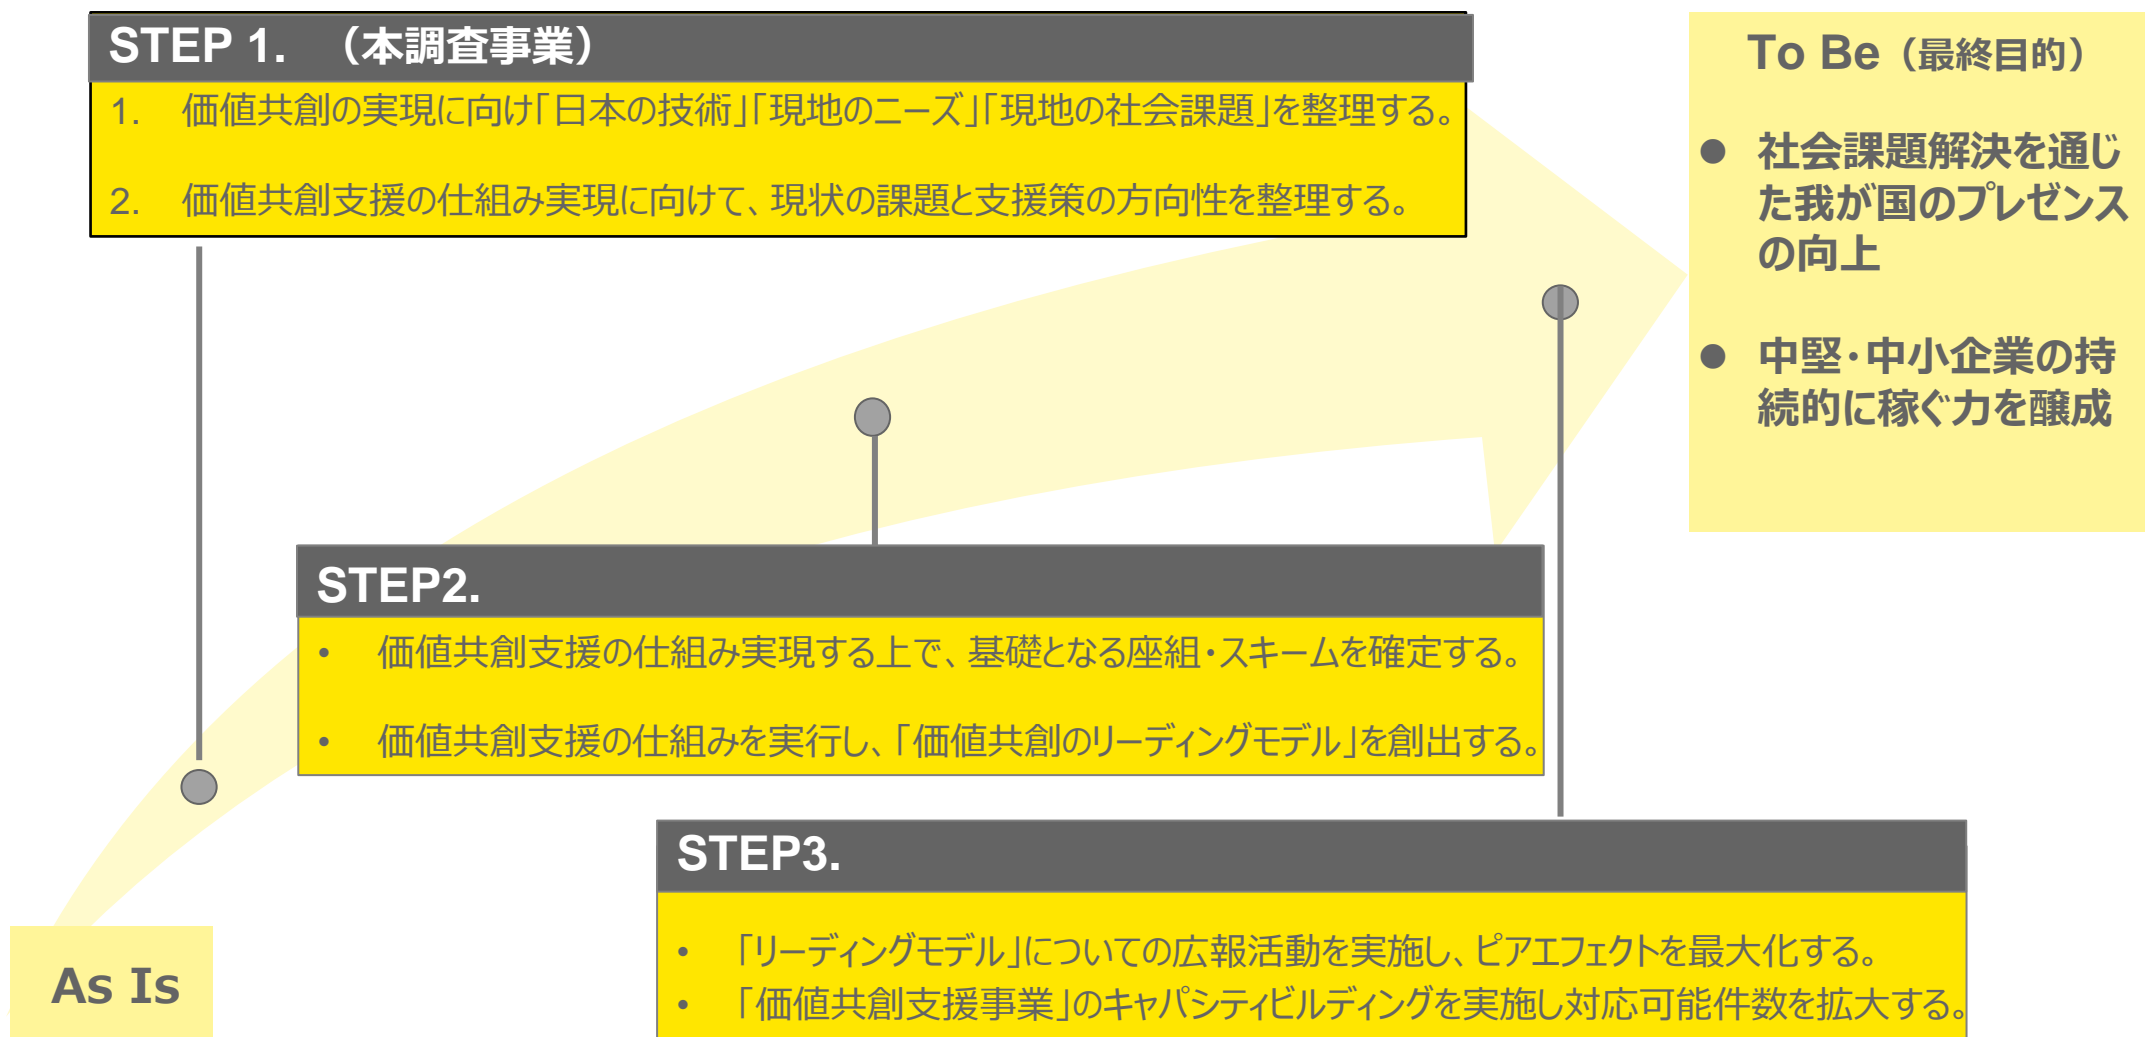 STEP 1. （本調査事業）
1. 価値共創の実現に向け「日本の技術」「現地のニーズ」「現地の社会課題」を整理する。
2. 価値共創支援の仕組み実現に向けて、現状の課題と支援策の方向性を整理する。
To Be（最終目的）
● 社会課題解決を通じ
た我が国のプレゼンス
の向上
● 中堅・中小企業の持
続的に稼ぐ力を醸成
STEP2.
• 価値共創支援の仕組み実現する上で、基礎となる座組・スキームを確定する。
• 価値共創支援の仕組みを実行し、「価値共創のリーディングモデル」を創出する。
STEP3.
• 「リーディングモデル」についての広報活動を実施し、ピアエフェクトを最大化する。
• 「価値共創支援事業」のキャパシティビルディングを実施し対応可能件数を拡大する。
As Is